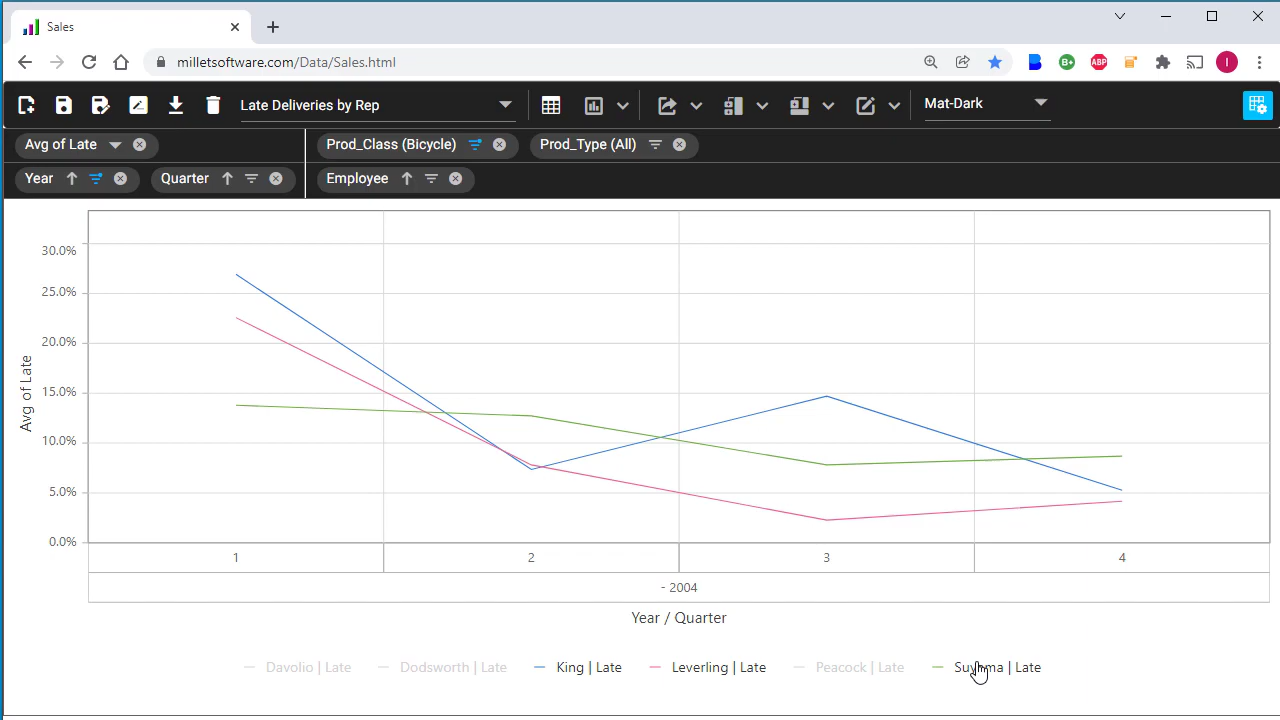 Sales
milletsoftware.com/Data/Sales.html
B+
ABP
I
Late Deliveries by Rep
Mat-Dark
Avg of Late
Prod_Class (Bicycle)
Prod_Type (All)
Year
Quarter
Employee
30.0%
25.0%
20.0%
15.0%
10.0%
5.0%
0.0%
Avg of Late
1 2 3 4
- 2004
Year / Quarter
Davolio | Late Dodsworth | Late King | Late Leverling | Late Peacock | Late | Late